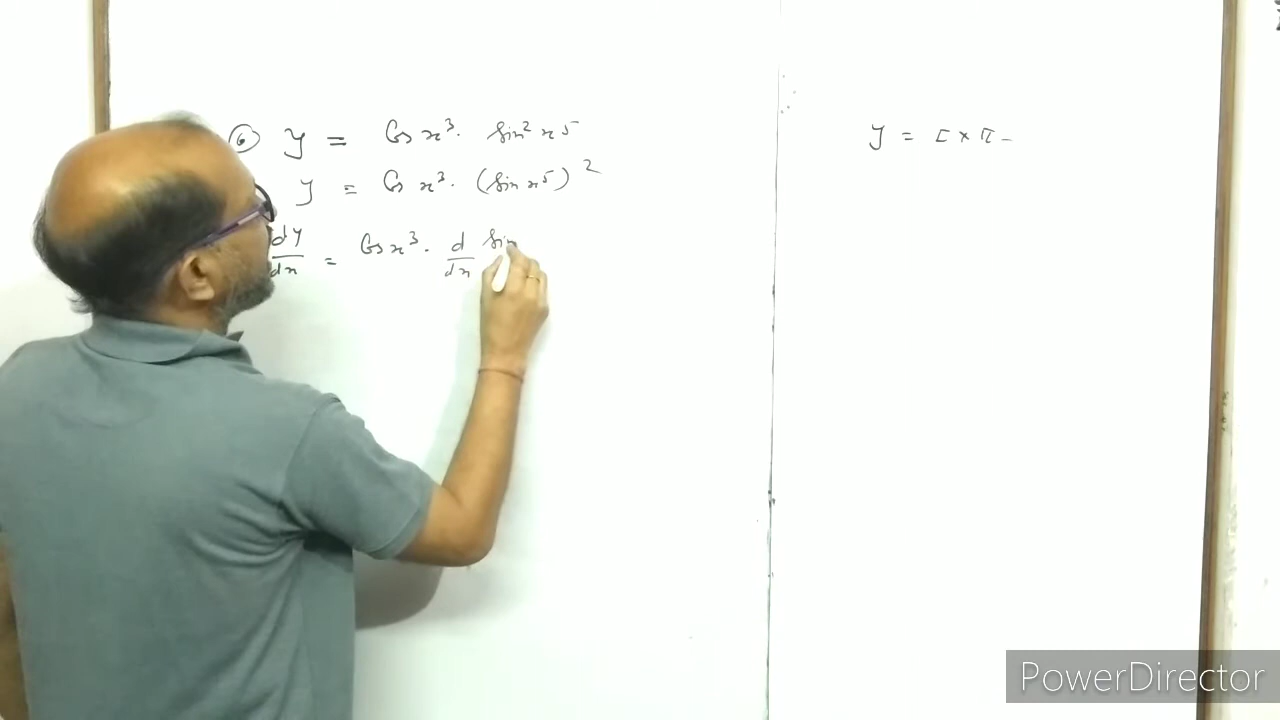 6 y = Cos x³. sin² x⁵
y = Cos x³. (sin x⁵)²
dy/dx = Cos x³. d/dx sin
y = I × II -
PowerDirector